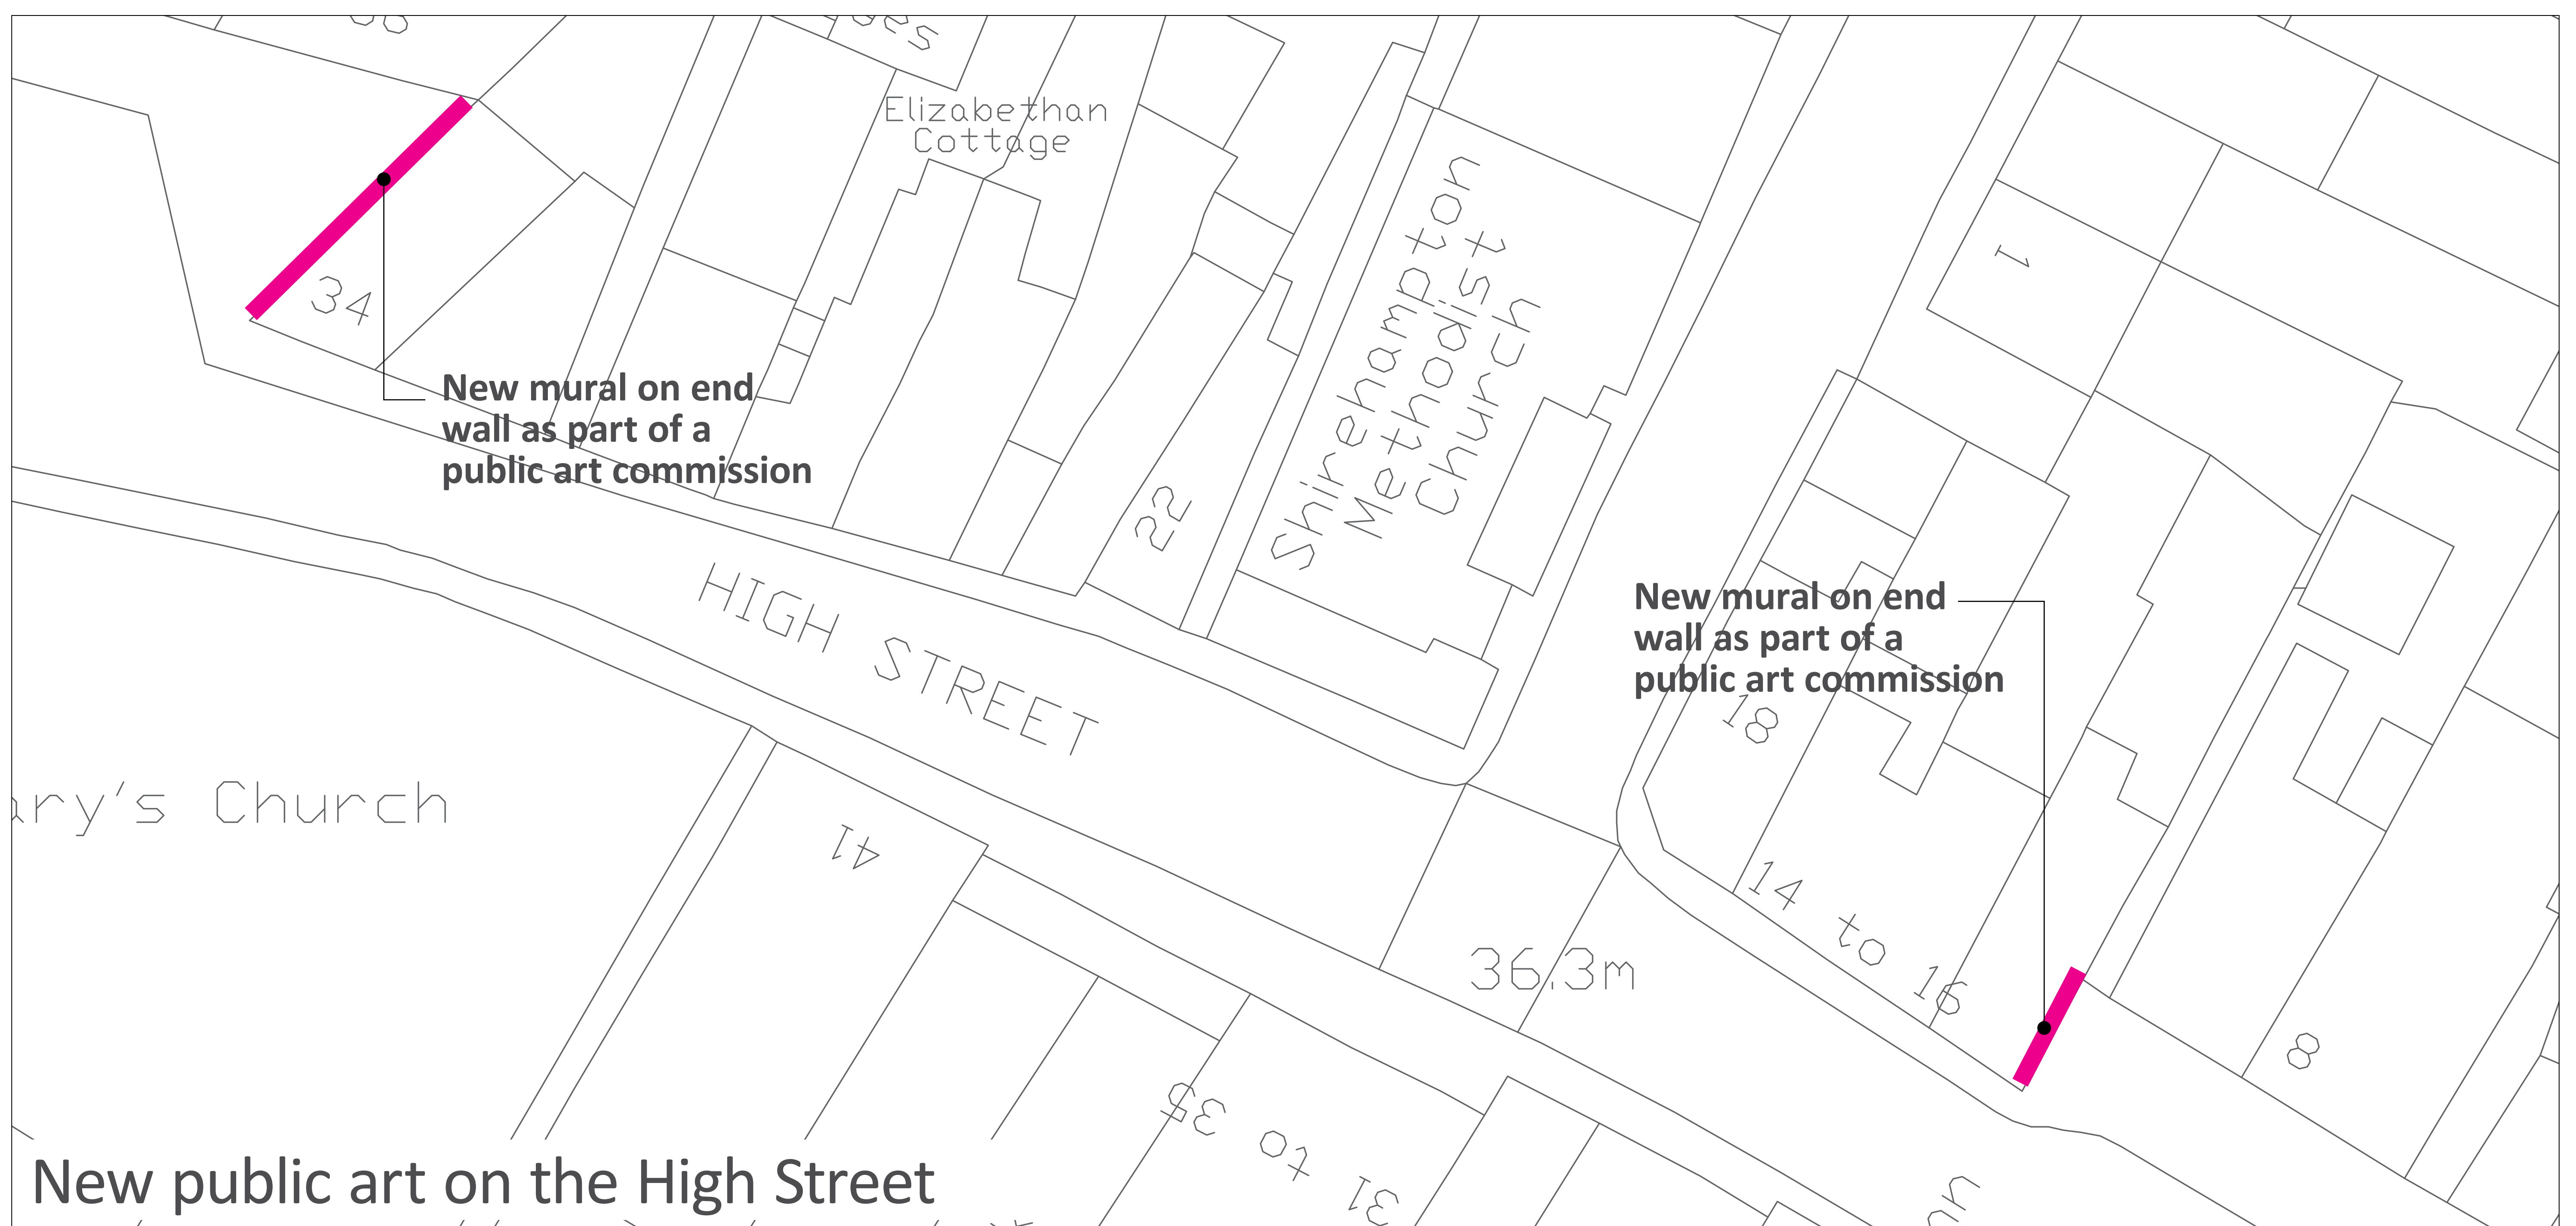 Elizabethan
Cottage
34
New mural on end
wall as part of a
public art commission
Shirehampton
Methodist
Church
1
22
HIGH STREET
New mural on end
wall as part of a
public art commission
18
ary's Church
41
14 to 16
36.3m
8
31 to 35
New public art on the High Street